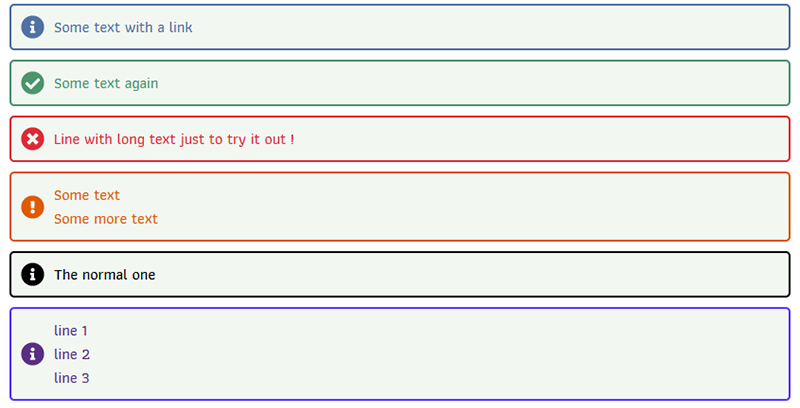 Some text with a link
Some text again
Line with long text just to try it out !
Some text
Some more text
The normal one
line 1
line 2
line 3